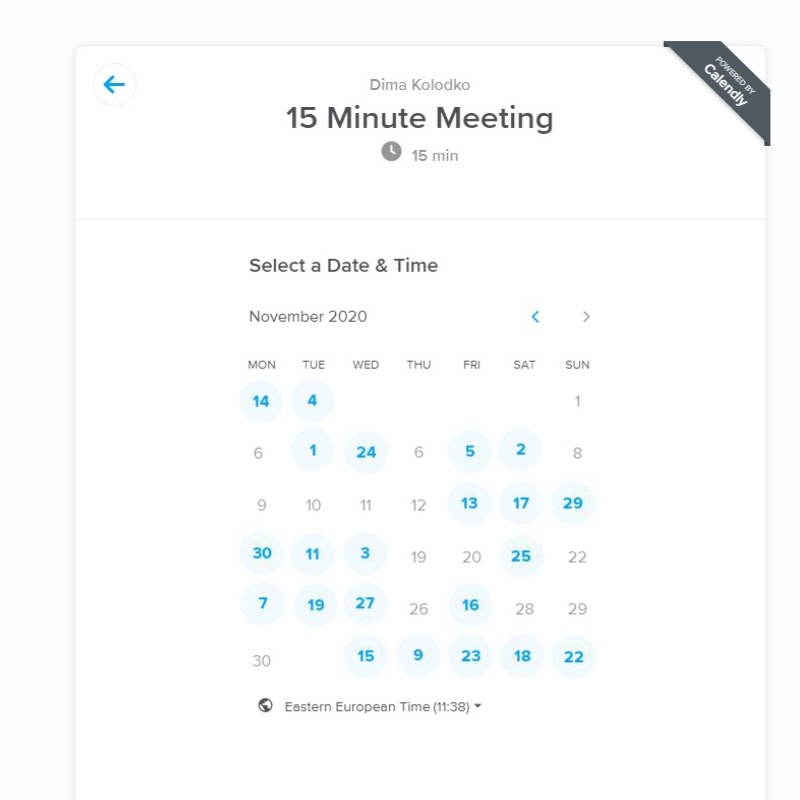 Dima Kolodko
POWERED BY
Calendly
15 Minute Meeting
15 min
Select a Date & Time
November 2020
MON TUE WED THU FRI SAT SUN
14 4 1
6 1 24 6 5 2 8
9 10 11 12 13 17 29
30 11 3 19 20 25 22
7 19 27 26 16 28 29
30 15 9 23 18 22
Eastern European Time (11:38)